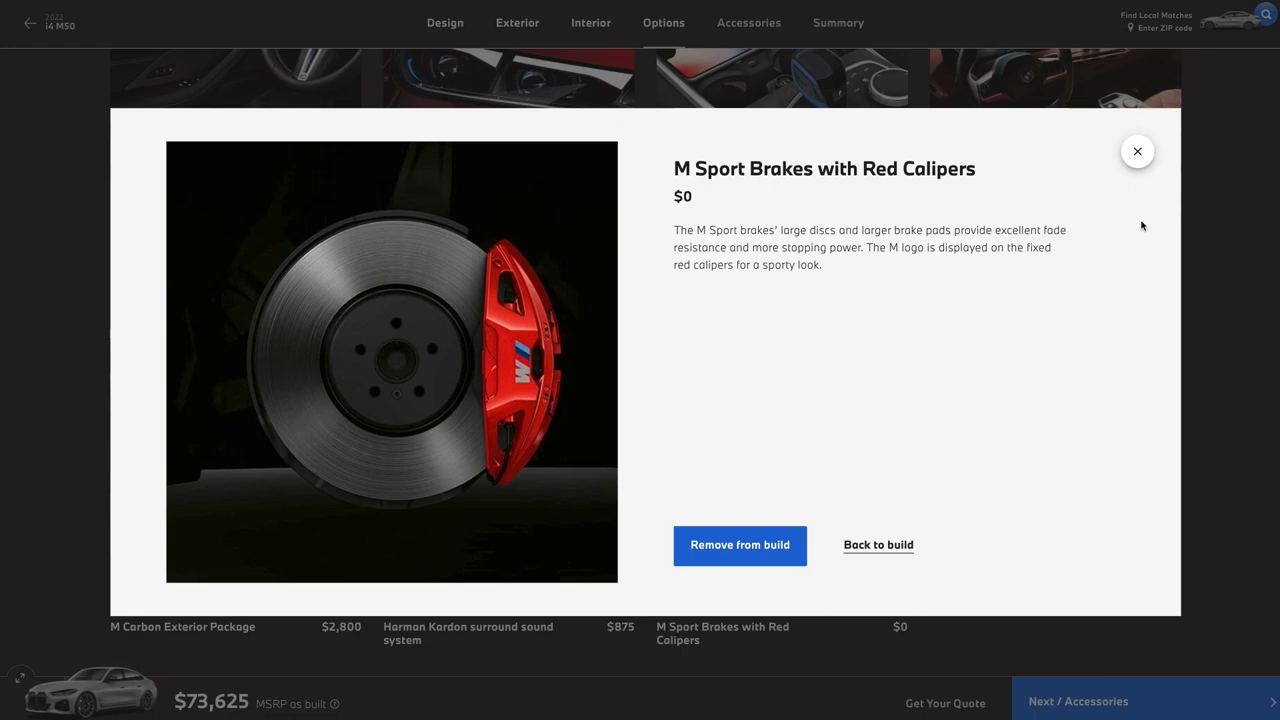 2022
i4 M50
Design
Exterior
Interior
Options
Accessories
Summary
Find Local Matches
Enter ZIP code
M Sport Brakes with Red Calipers
$0
The M Sport brakes' large discs and larger brake pads provide excellent fade
resistance and more stopping power. The M logo is displayed on the fixed
red calipers for a sporty look.
M
Remove from build
Back to build
M Carbon Exterior Package
$2,800
Harman Kardon surround sound
system
$875
M Sport Brakes with Red
Calipers
$0
$73,625 MSRP as built
Get Your Quote
Next / Accessories